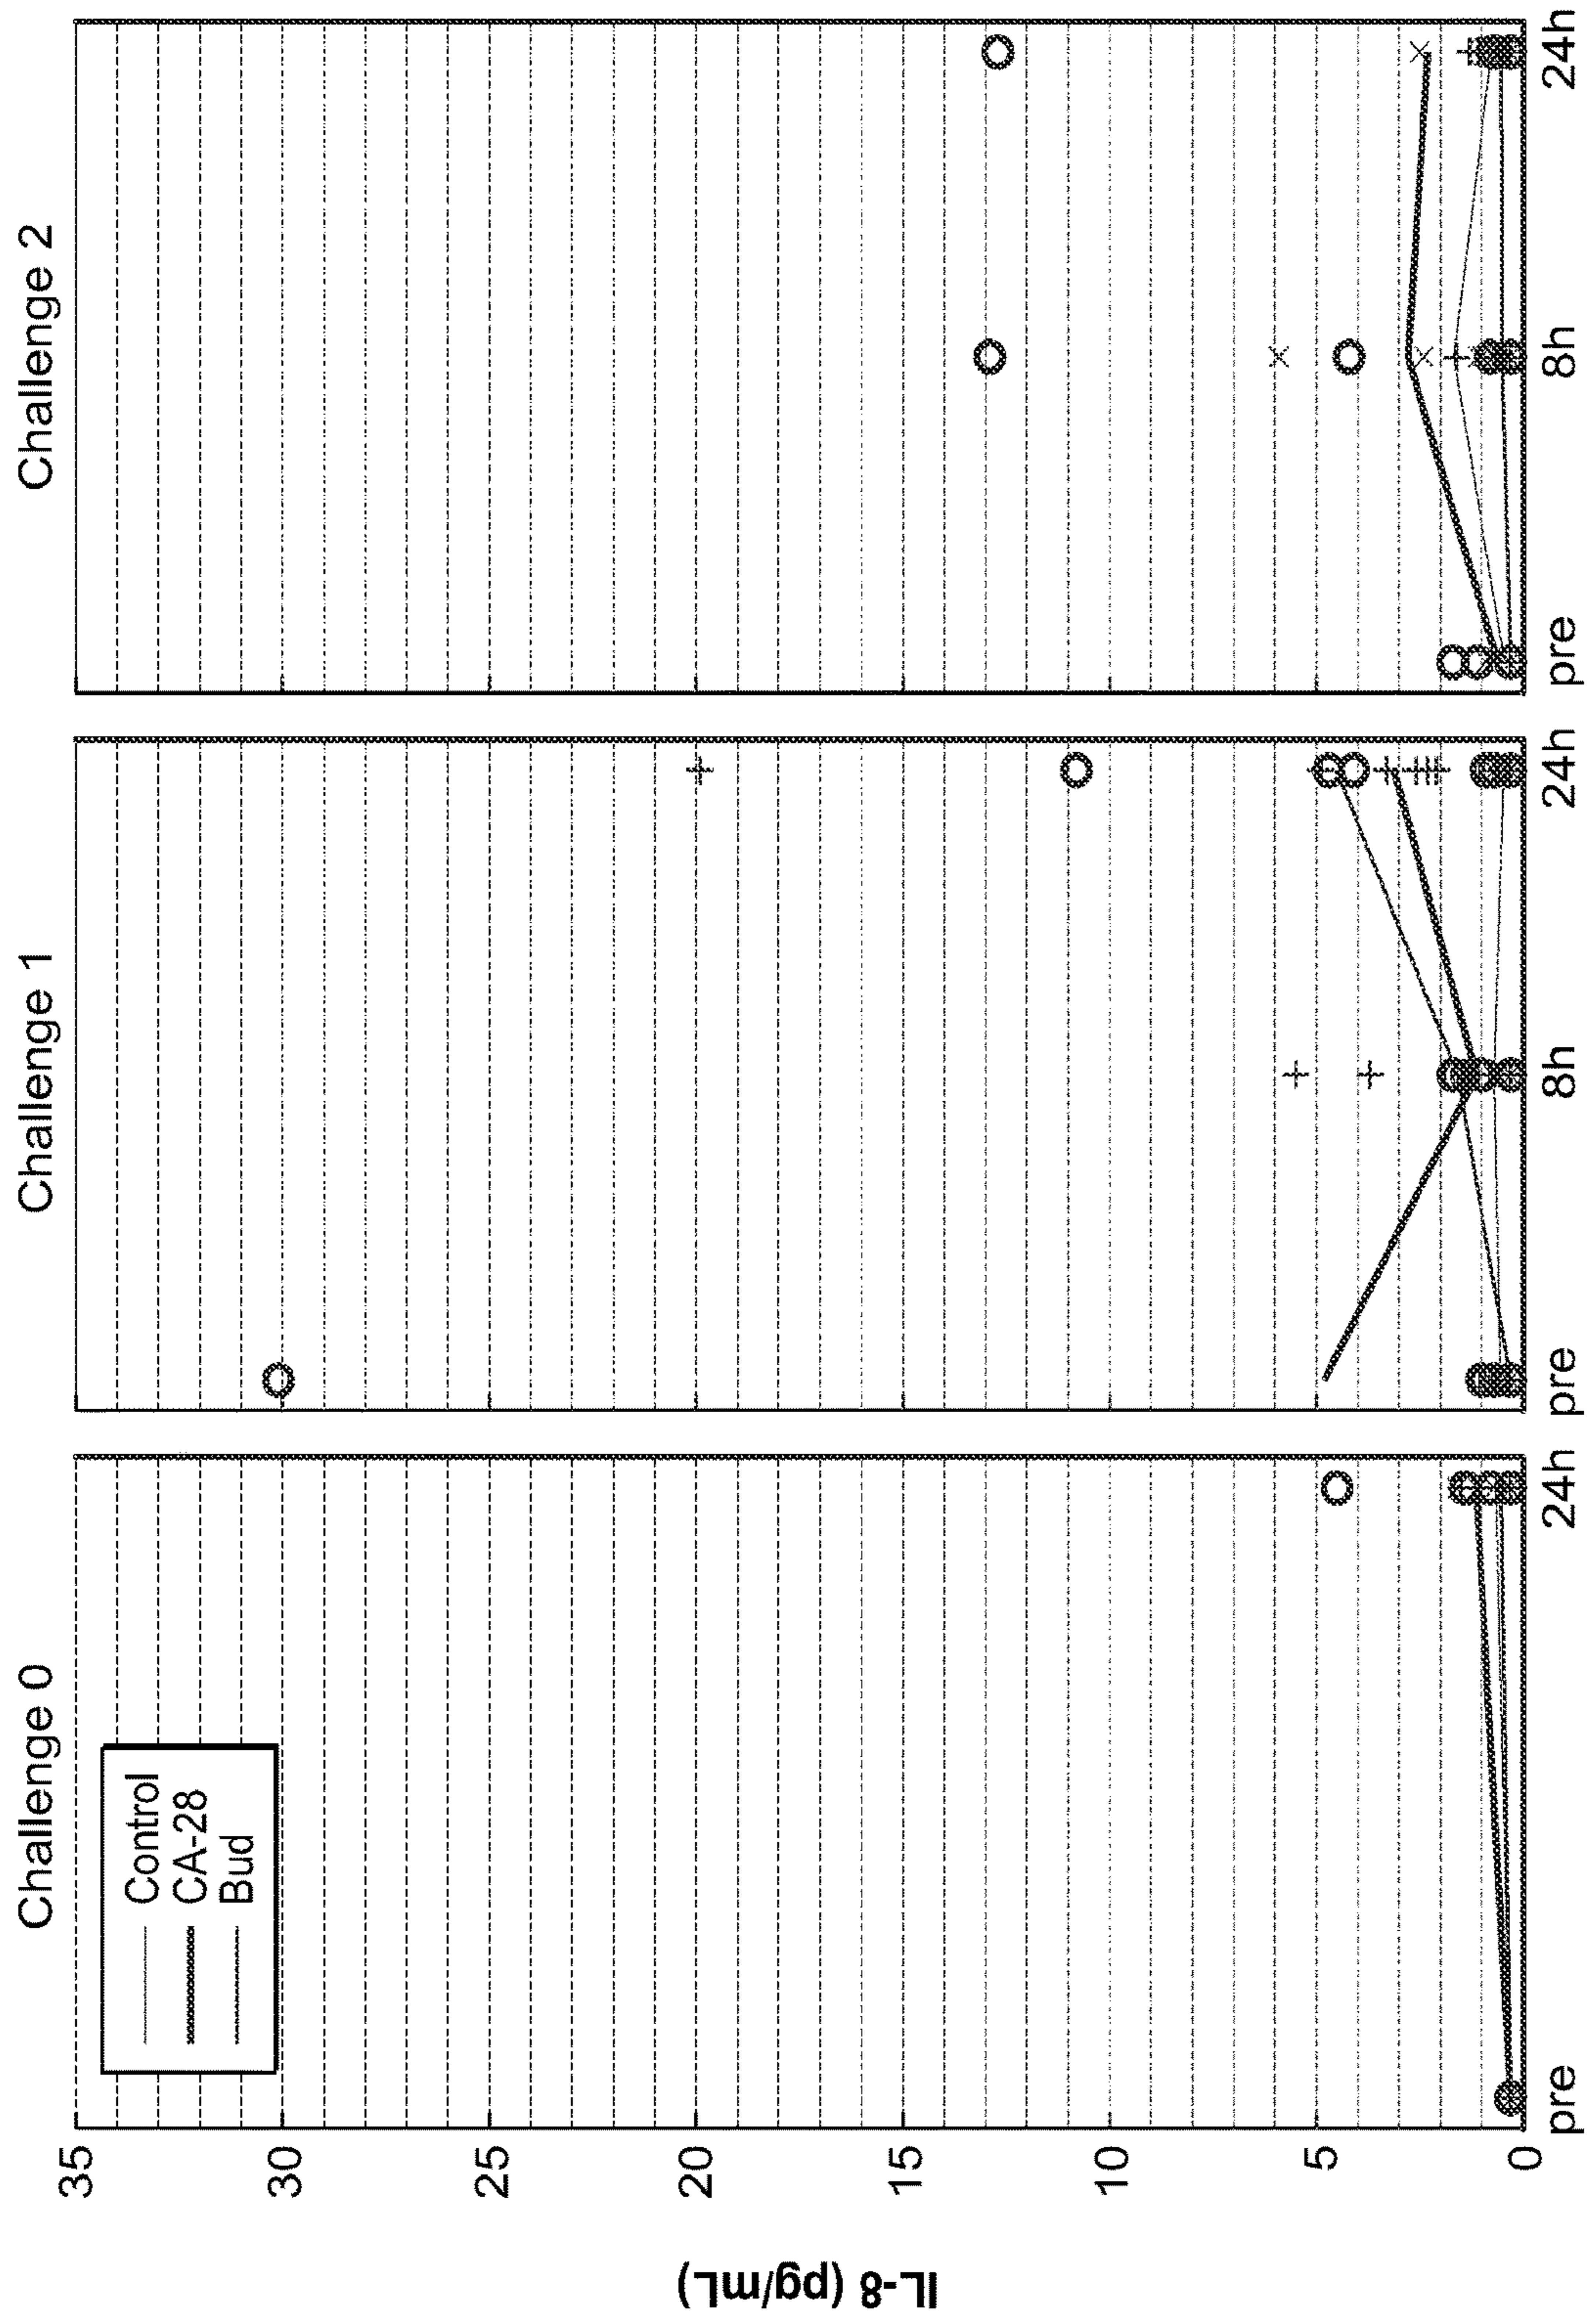 Challenge 0
Challenge 1
Challenge 2
Control
CA-28
Bud
IL-8 (pg/mL)
35
30
25
20
15
10
5
0
pre
24h
pre
8h
24h
pre
8h
24h